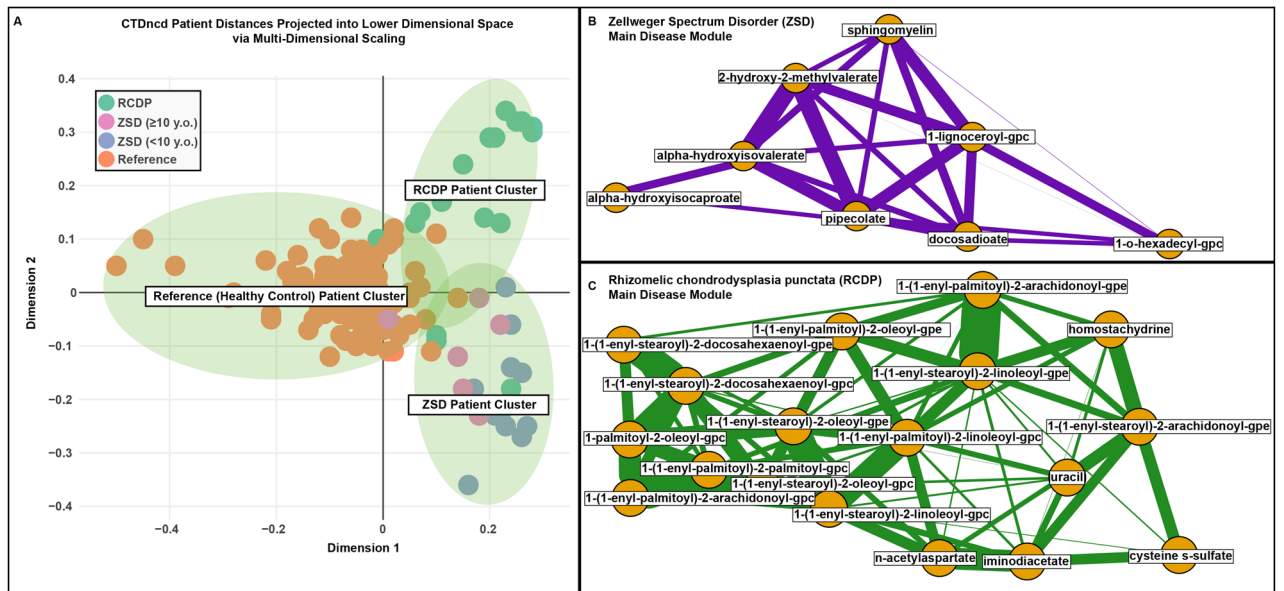 A
CTDncd Patient Distances Projected into Lower Dimensional Space
via Multi-Dimensional Scaling
0.4
0.3
0.2
0.1
0
−0.1
−0.2
−0.3
−0.4
Dimension 2
RCDP
ZSD (≥10 y.o.)
ZSD (<10 y.o.)
Reference
RCDP Patient Cluster
Reference (Healthy Control) Patient Cluster
ZSD Patient Cluster
−0.4
−0.2
0
0.2
Dimension 1
B
Zellweger Spectrum Disorder (ZSD)
Main Disease Module
sphingomyelin
2-hydroxy-2-methylvalerate
1-lignoceroyl-gpc
alpha-hydroxyisovalerate
alpha-hydroxyisocaproate
pipecolate
docosadioate
1-o-hexadecyl-gpc
C
Rhizomelic chondrodysplasia punctata (RCDP)
Main Disease Module
1-(1-enyl-palmitoyl)-2-arachidonoyl-gpe
1-(1-enyl-palmitoyl)-2-oleoyl-gpe
homostachydrine
1-(1-enyl-stearoyl)-2-docosahexaenoyl-gpe
1-(1-enyl-stearoyl)-2-linoleoyl-gpe
1-(1-enyl-stearoyl)-2-docosahexaenoyl-gpc
1-(1-enyl-stearoyl)-2-oleoyl-gpe
1-(1-enyl-stearoyl)-2-arachidonoyl-gpe
1-palmitoyl-2-oleoyl-gpc
1-(1-enyl-palmitoyl)-2-linoleoyl-gpc
1-(1-enyl-palmitoyl)-2-palmitoyl-gpc
uracil
1-(1-enyl-stearoyl)-2-oleoyl-gpc
1-(1-enyl-palmitoyl)-2-arachidonoyl-gpc
1-(1-enyl-stearoyl)-2-linoleoyl-gpc
n-acetylaspartate
iminodiacetate
cysteine s-sulfate